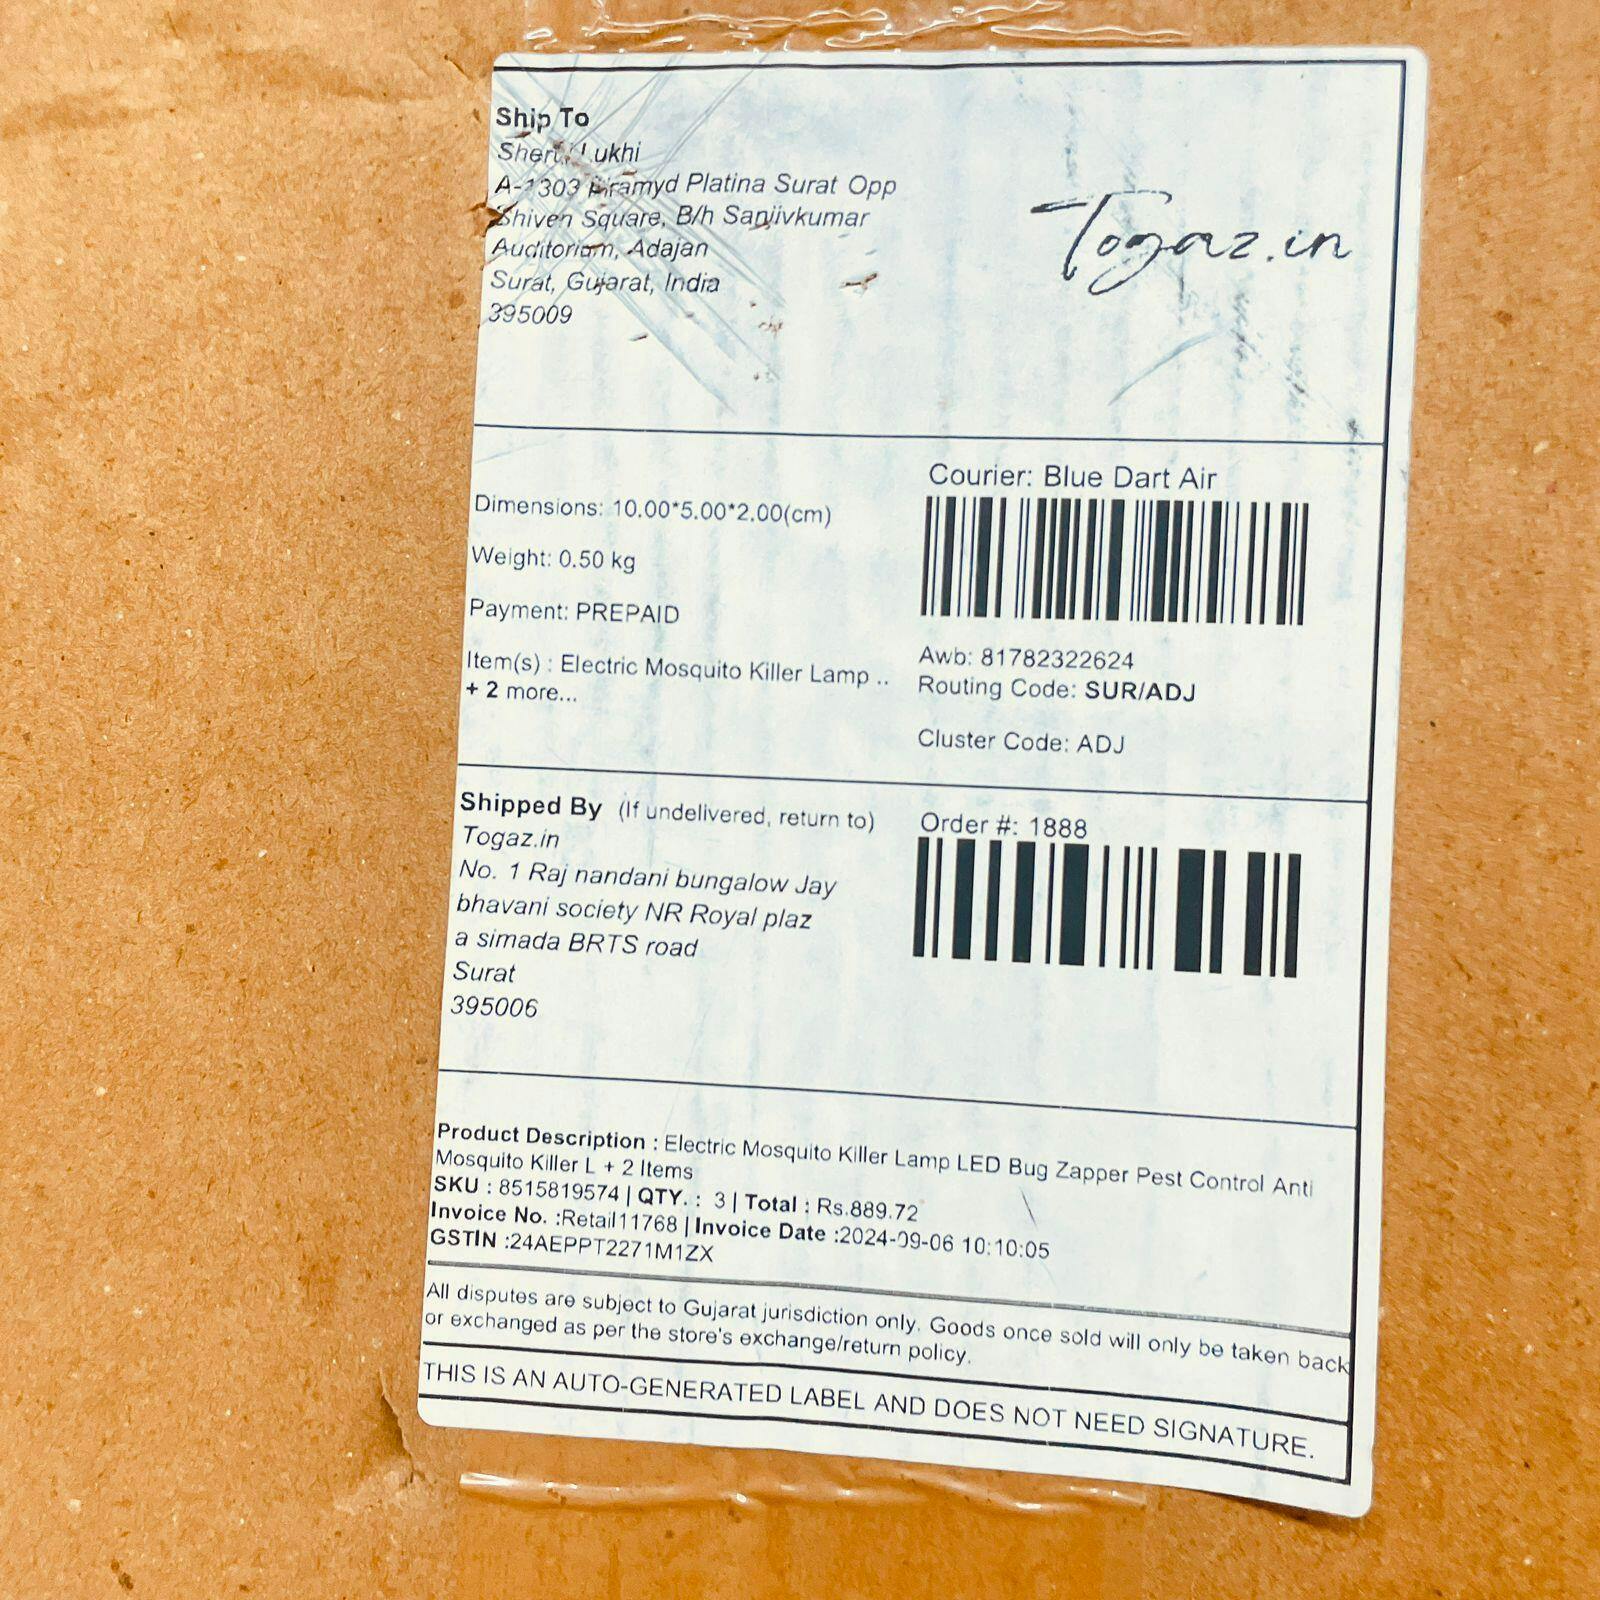 Ship To
Lukhi
A-1303 Piramyd Platina Surat Opp
Shiven Square, B/h Sanjivkumar
Auditorium, Adajan
Surat, Gujarat, India
395009
Togaz.in
Courier: Blue Dart Air
Dimensions: 10.00*5.00*2.00(cm)
Weight: 0.50 kg
Payment: PREPAID
Item(s) : Electric Mosquito Killer Lamp ..
+ 2 more...
Awb: 81782322624
Routing Code: SUR/ADJ
Cluster Code: ADJ
Shipped By (If undelivered, return to)
Togaz.in
No. 1 Raj nandani bungalow Jay
bhavani society NR Royal plaz
a simada BRTS road
Surat
395006
Order #: 1888
Product Description : Electric Mosquito Killer Lamp LED Bug Zapper Pest Control Anti
Mosquito Killer L + 2 Items
SKU : 8515819574 | QTY. : 3 | Total : Rs.889.72
Invoice No. :Retail11768 | Invoice Date :2024-09-06 10:10:05
GSTIN :24AEPPT2271M1ZX
All disputes are subject to Gujarat jurisdiction only. Goods once sold will only be taken back
or exchanged as per the store's exchange/return policy.
THIS IS AN AUTO-GENERATED LABEL AND DOES NOT NEED SIGNATURE.